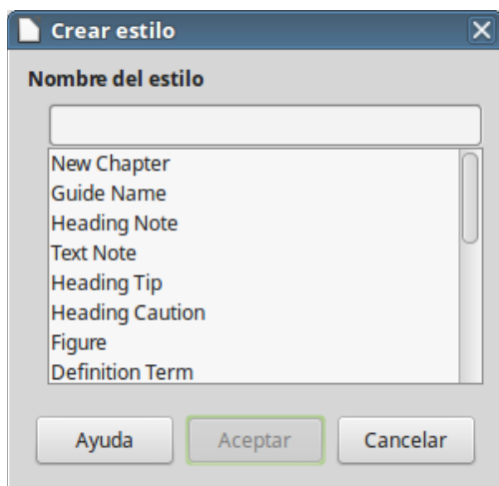 Crear estilo
Nombre del estilo
New Chapter
Guide Name
Heading Note
Text Note
Heading Tip
Heading Caution
Figure
Definition Term
Ayuda
Aceptar
Cancelar